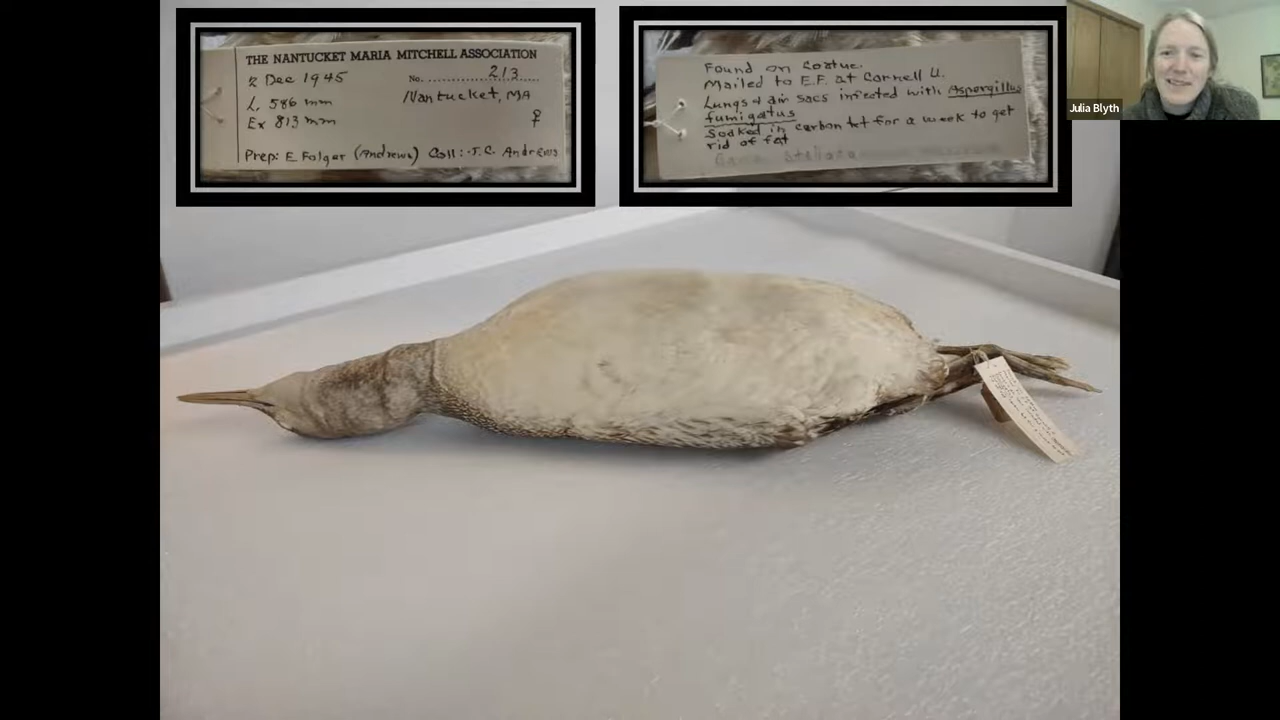 THE NANTUCKET MARIA MITCHELL ASSOCIATION
2 Dec 1945 No. 213
L. 586 mm Nantucket, MA
Ex 813 mm ♀
Prep: E Folger (Andrews) Coll: J.C. Andrews
Found on Coatue.
Mailed to E.F. at Cornell U.
Lungs & air sacs infected with Aspergillus
fumigatus
Soaked in carbon tet for a week to get
rid of fat
Gavia Stellata
Julia Blyth